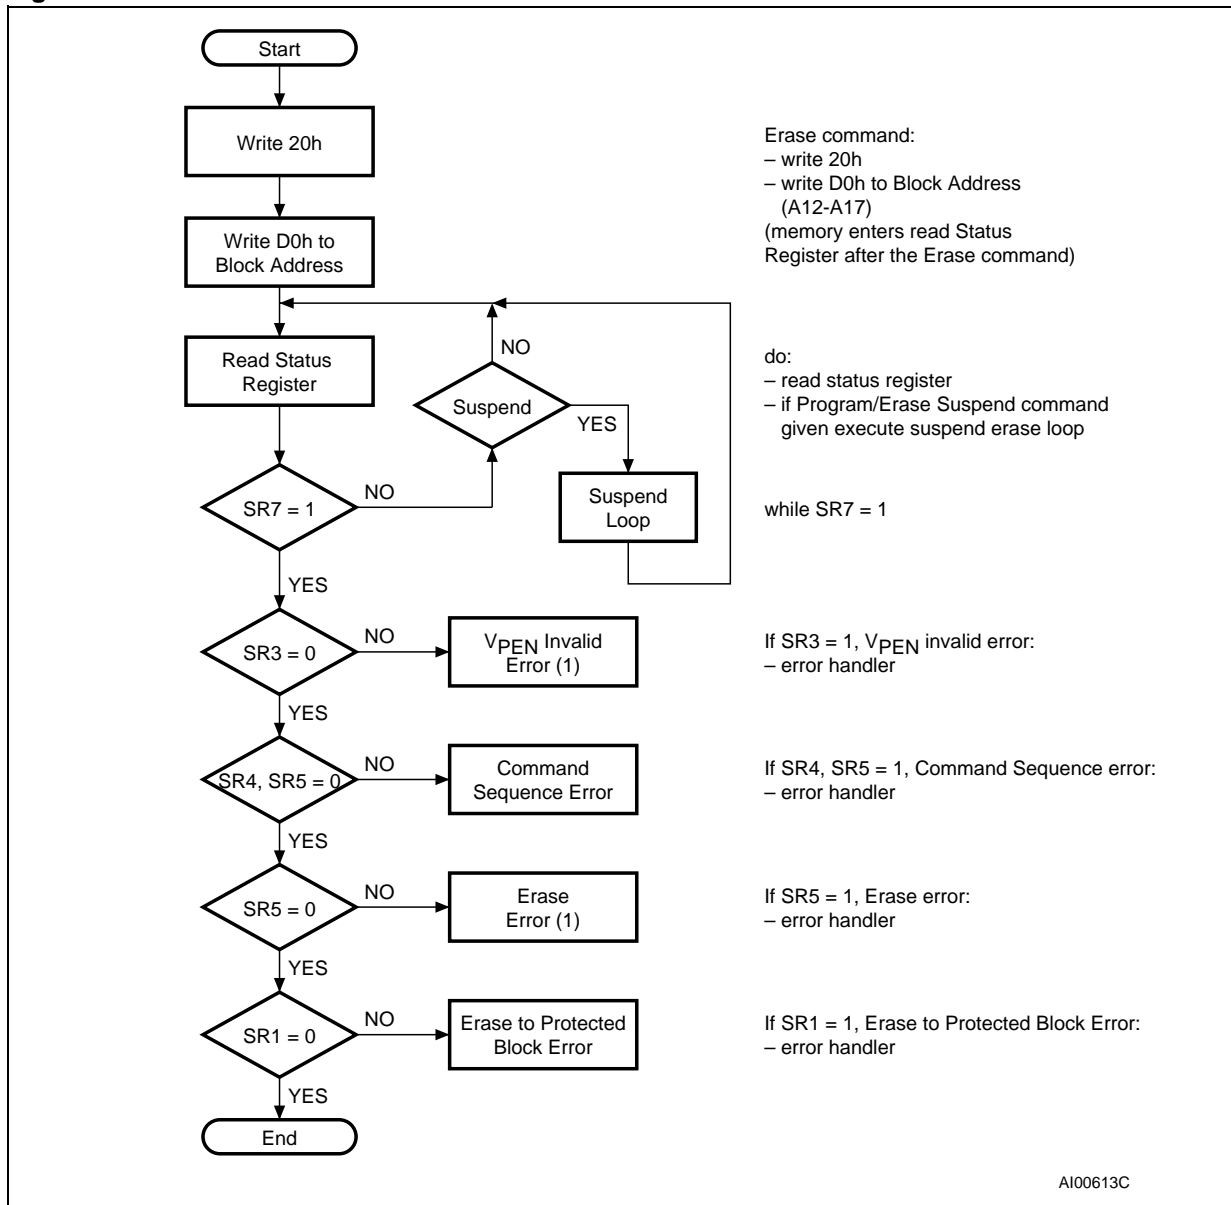 Start
Write 20h
Erase command:
– write 20h
– write D0h to Block Address
(A12-A17)
(memory enters read Status
Register after the Erase command)
Write D0h to
Block Address
Read Status
Register
NO
Suspend
YES
do:
– read status register
– if Program/Erase Suspend command
given execute suspend erase loop
SR7 = 1
NO
Suspend
Loop
while SR7 = 1
YES
SR3 = 0
NO
VPEN Invalid
Error (1)
If SR3 = 1, VPEN invalid error:
– error handler
YES
SR4, SR5 = 0
NO
Command
Sequence Error
If SR4, SR5 = 1, Command Sequence error:
– error handler
YES
SR5 = 0
NO
Erase
Error (1)
If SR5 = 1, Erase error:
– error handler
YES
SR1 = 0
NO
Erase to Protected
Block Error
If SR1 = 1, Erase to Protected Block Error:
– error handler
YES
End
AI00613C